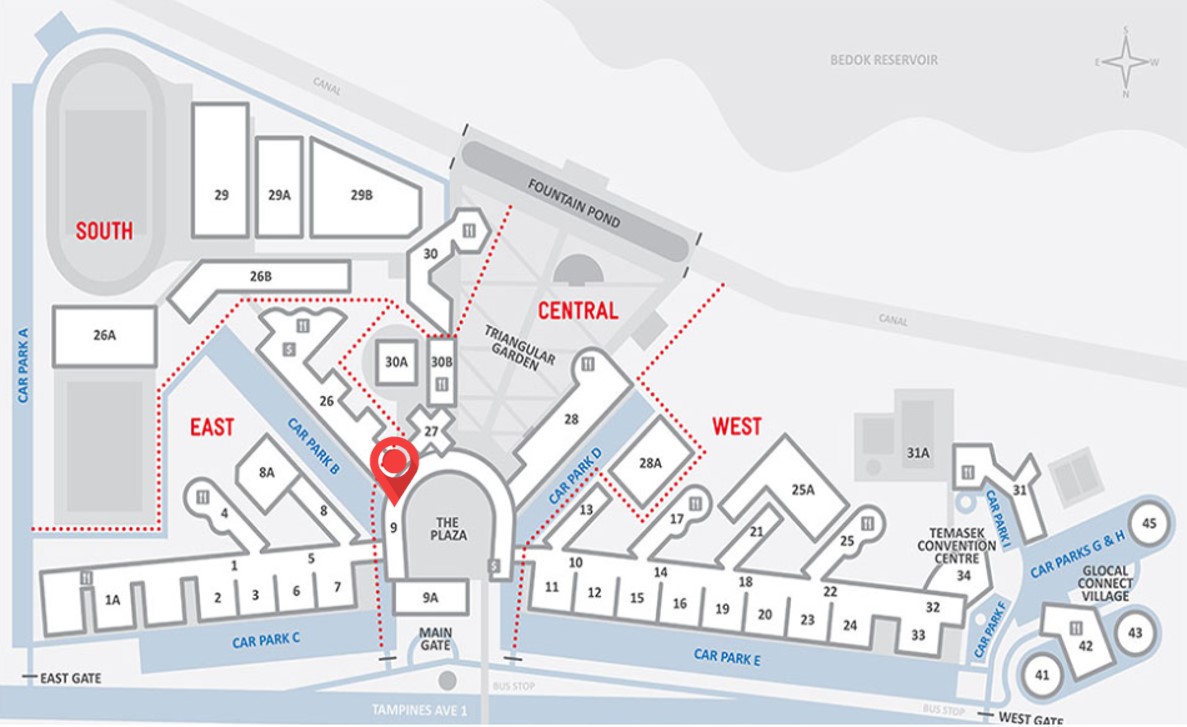 S
BEDOK RESERVOIR
E
W
N
CANAL
FOUNTAIN POND
29
29A
29B
SOUTH
30
26B
CENTRAL
CANAL
26A
TRIANGULAR
GARDEN
30A
30B
CAR PARK A
$
26
28
27
EAST
WEST
CAR PARK B
31A
28A
8A
CAR PARK D
25A
31
4
8
13
17
21
25
CAR PARK I
45
9
THE
PLAZA
$
TEMASEK
CONVENTION
CENTRE
34
CAR PARKS G & H
GLOCAL
CONNECT
VILLAGE
1
5
10
14
18
22
1A
2
3
6
7
9A
11
12
15
16
19
20
23
24
32
33
CAR PARK F
42
43
41
CAR PARK C
MAIN
GATE
CAR PARK E
EAST GATE
BUS STOP
TAMPINES AVE 1
BUS STOP
WEST GATE